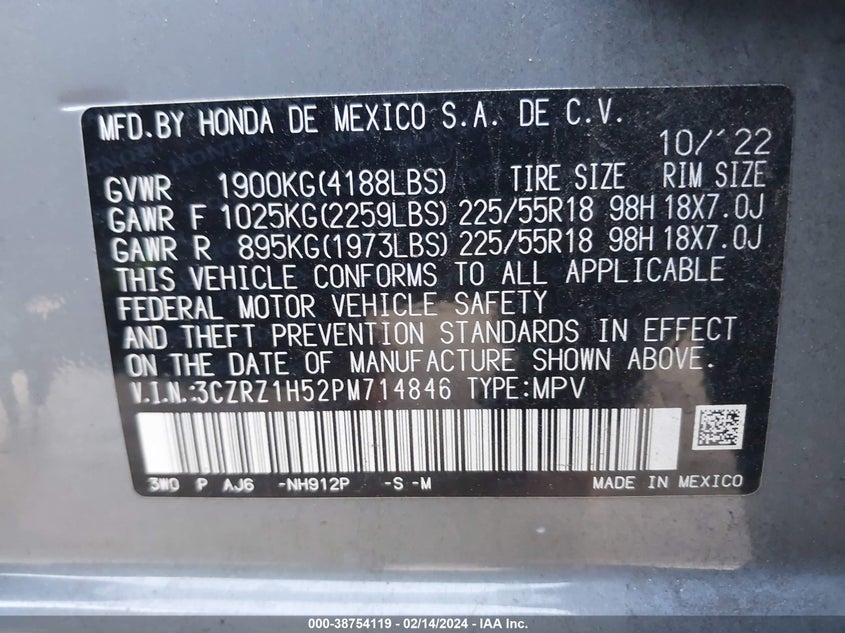 MFD.BY HONDA DE MEXICO S.A. DE C.V.
10/'22
GVWR 1900KG(4188LBS) TIRE SIZE RIM SIZE
GAWR F 1025KG(2259LBS) 225/55R18 98H 18X7.0J
GAWR R 895KG(1973LBS) 225/55R18 98H 18X7.0J
THIS VEHICLE CONFORMS TO ALL APPLICABLE
FEDERAL MOTOR VEHICLE SAFETY
AND THEFT PREVENTION STANDARDS IN EFFECT
ON THE DATE OF MANUFACTURE SHOWN ABOVE.
V.I.N.:3CZRZ1H52PM714846 TYPE:MPV
3W0 P AJ6 -NH912P -S -M MADE IN MEXICO
000-38754119 - 02/14/2024 - IAA Inc.